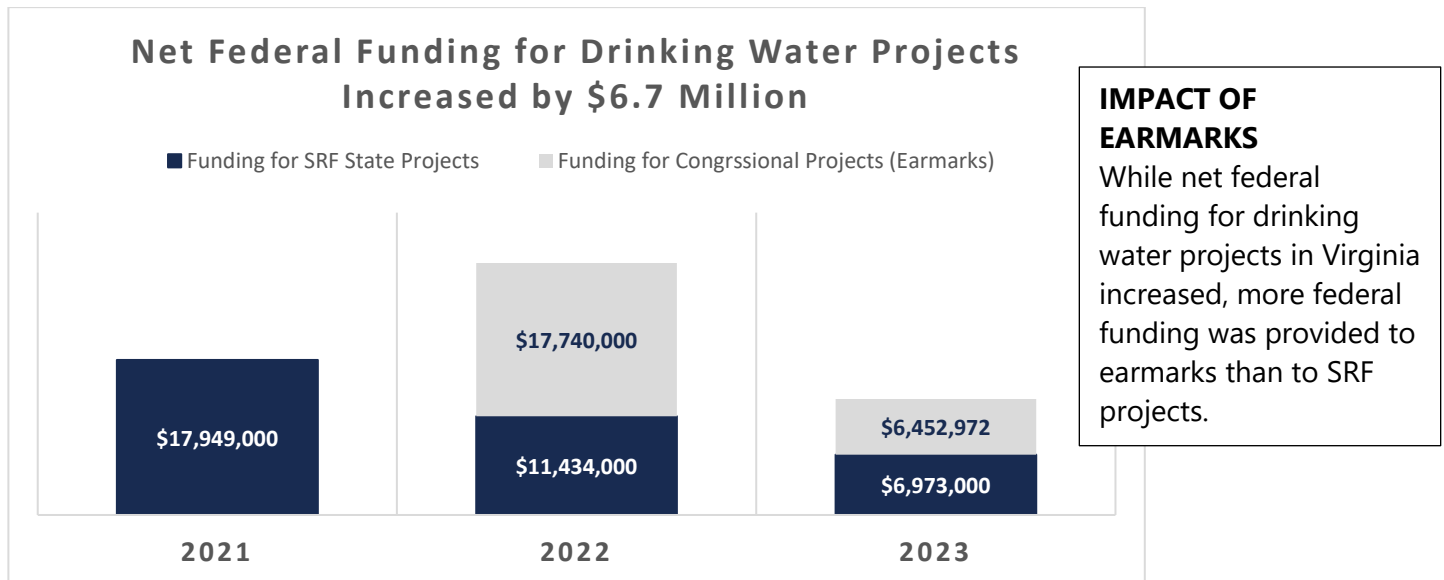 Net Federal Funding for Drinking Water Projects
Increased by $6.7 Million
Funding for SRF State Projects
Funding for Congrssional Projects (Earmarks)
$17,949,000
$17,740,000
$11,434,000
$6,452,972
$6,973,000
2021
2022
2023
IMPACT OF
EARMARKS
While net federal
funding for drinking
water projects in Virginia
increased, more federal
funding was provided to
earmarks than to SRF
projects.